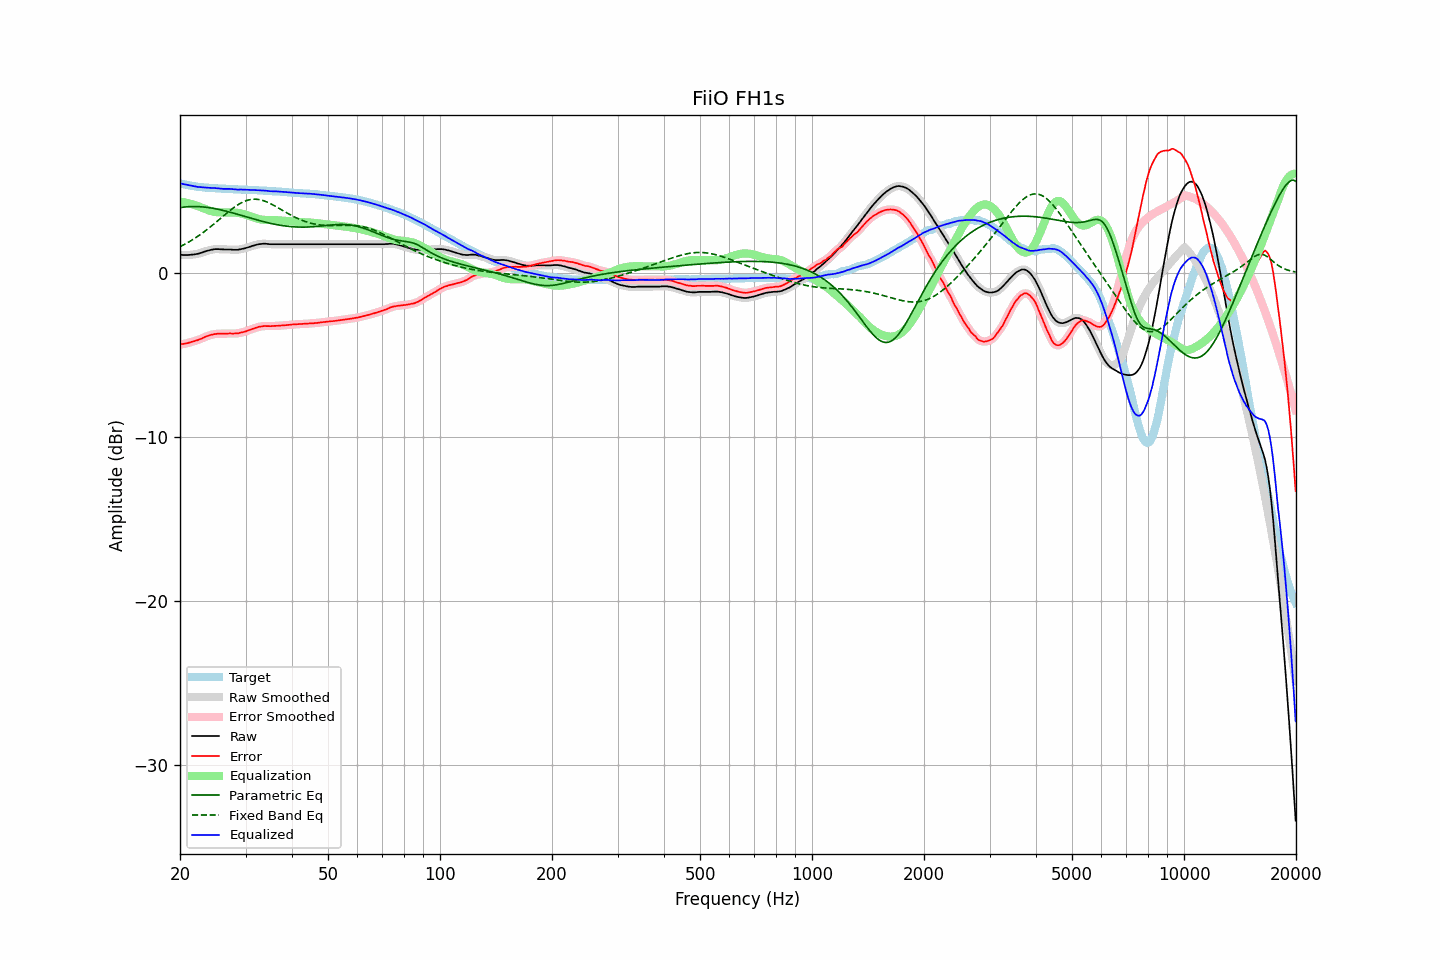 FiiO FH1s
Amplitude (dBr)
0
−10
−20
−30
Target
Raw Smoothed
Error Smoothed
Raw
Error
Equalization
Parametric Eq
Fixed Band Eq
Equalized
20 50 100 200 500 1000 2000 5000 10000 20000
Frequency (Hz)